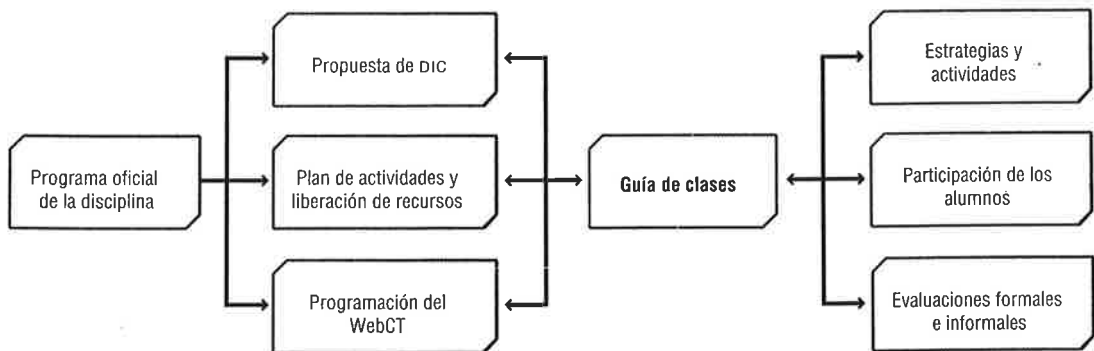 Programa oficial
de la disciplina
Propuesta de DIC
Plan de actividades y
liberación de recursos
Programación del
WebCT
Guía de clases
Estrategias y
actividades
Participación de los
alumnos
Evaluaciones formales
e informales